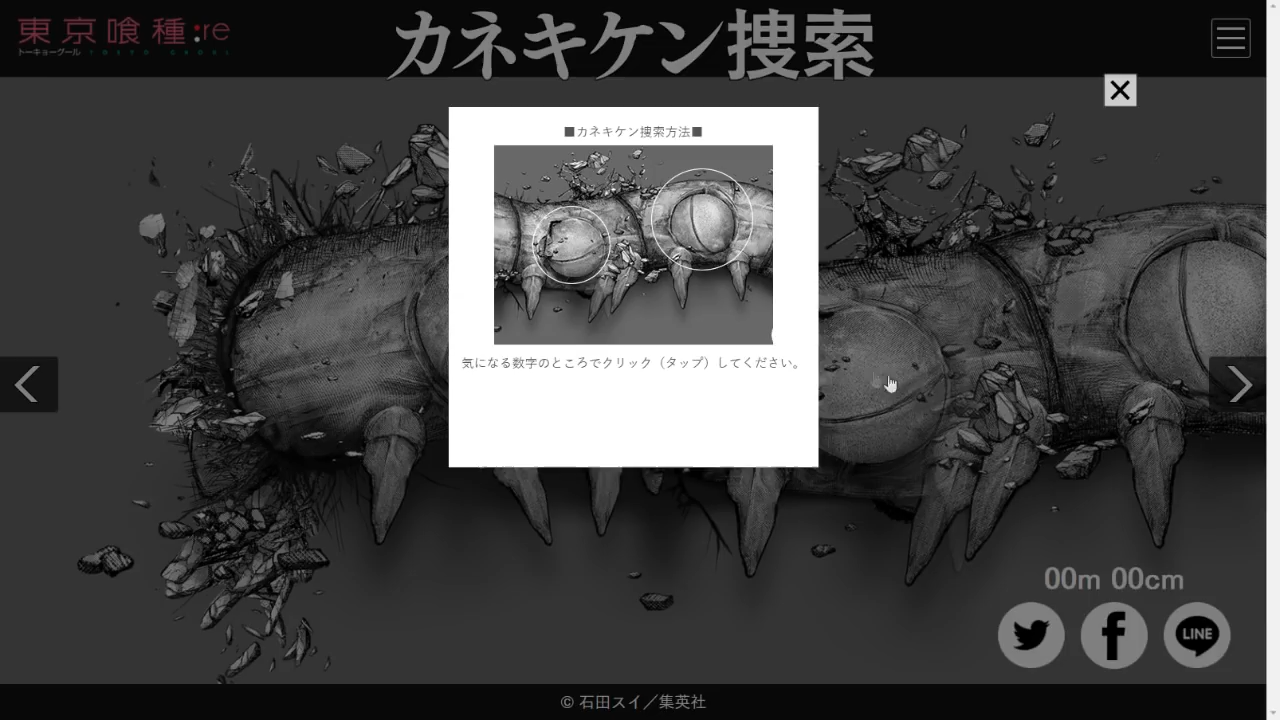 東京喰種:re
トーキョーグール TOKYO GHOUL
カネキケン捜索
■カネキケン捜索方法■
気になる数字のところでクリック（タップ）してください。
00m 00cm
LINE
© 石田スイ／集英社